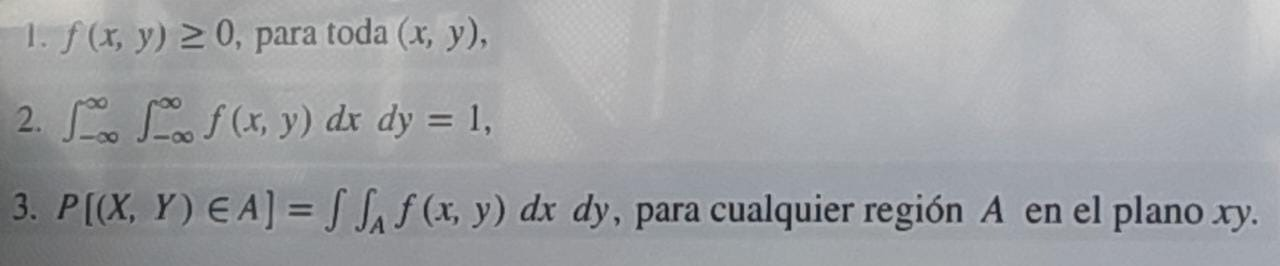 1. f(x, y) ≥ 0, para toda (x, y),
2. ∫_{−∞}^{∞} ∫_{−∞}^{∞} f(x, y) dx dy = 1,
3. P[(X, Y) ∈ A] = ∫ ∫_A f(x, y) dx dy, para cualquier región A en el plano xy.